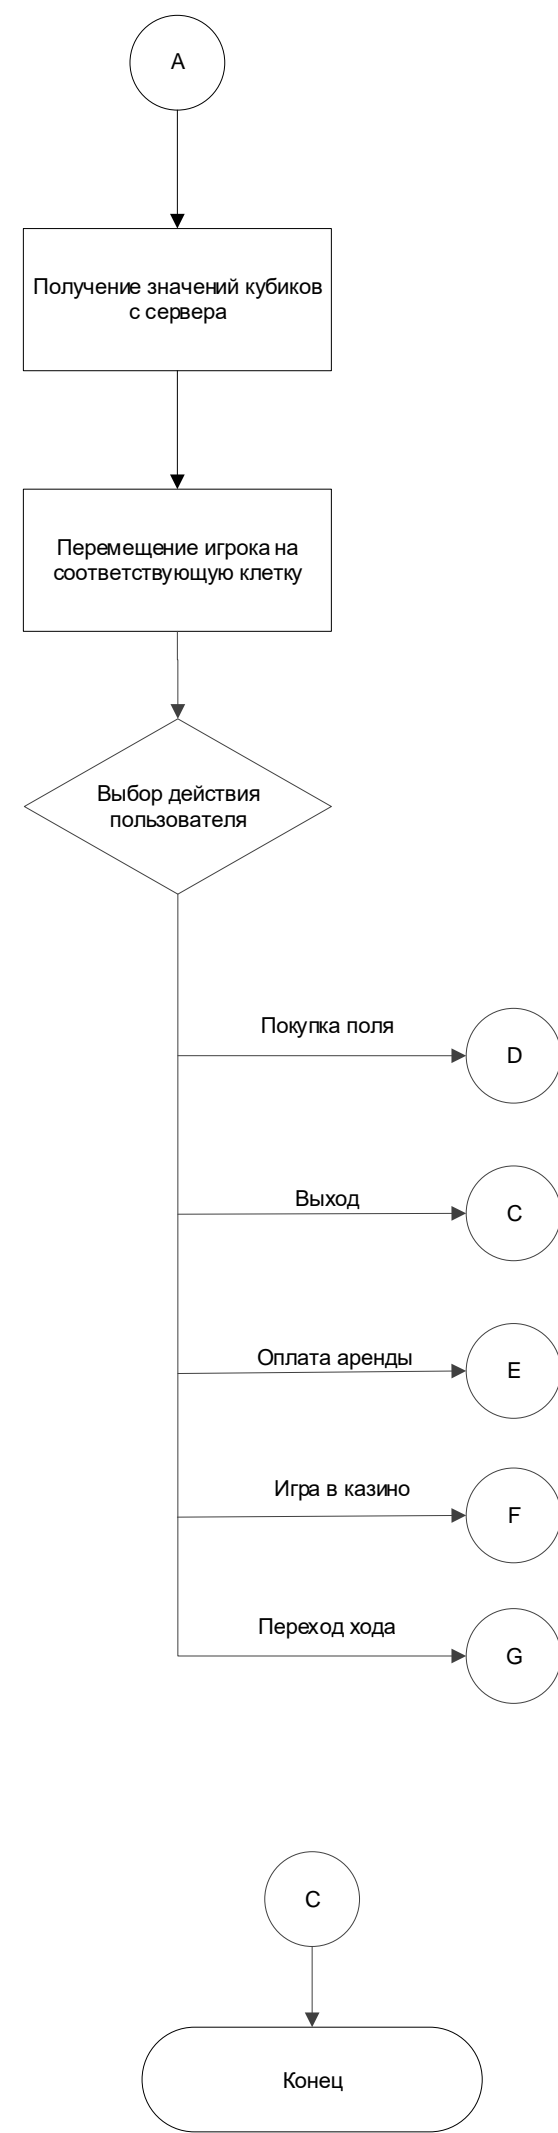 A
Получение значений кубиков
с сервера
Перемещение игрока на
соответствующую клетку
Выбор действия
пользователя
Покупка поля
D
Выход
C
Оплата аренды
E
Игра в казино
F
Переход хода
G
C
Конец